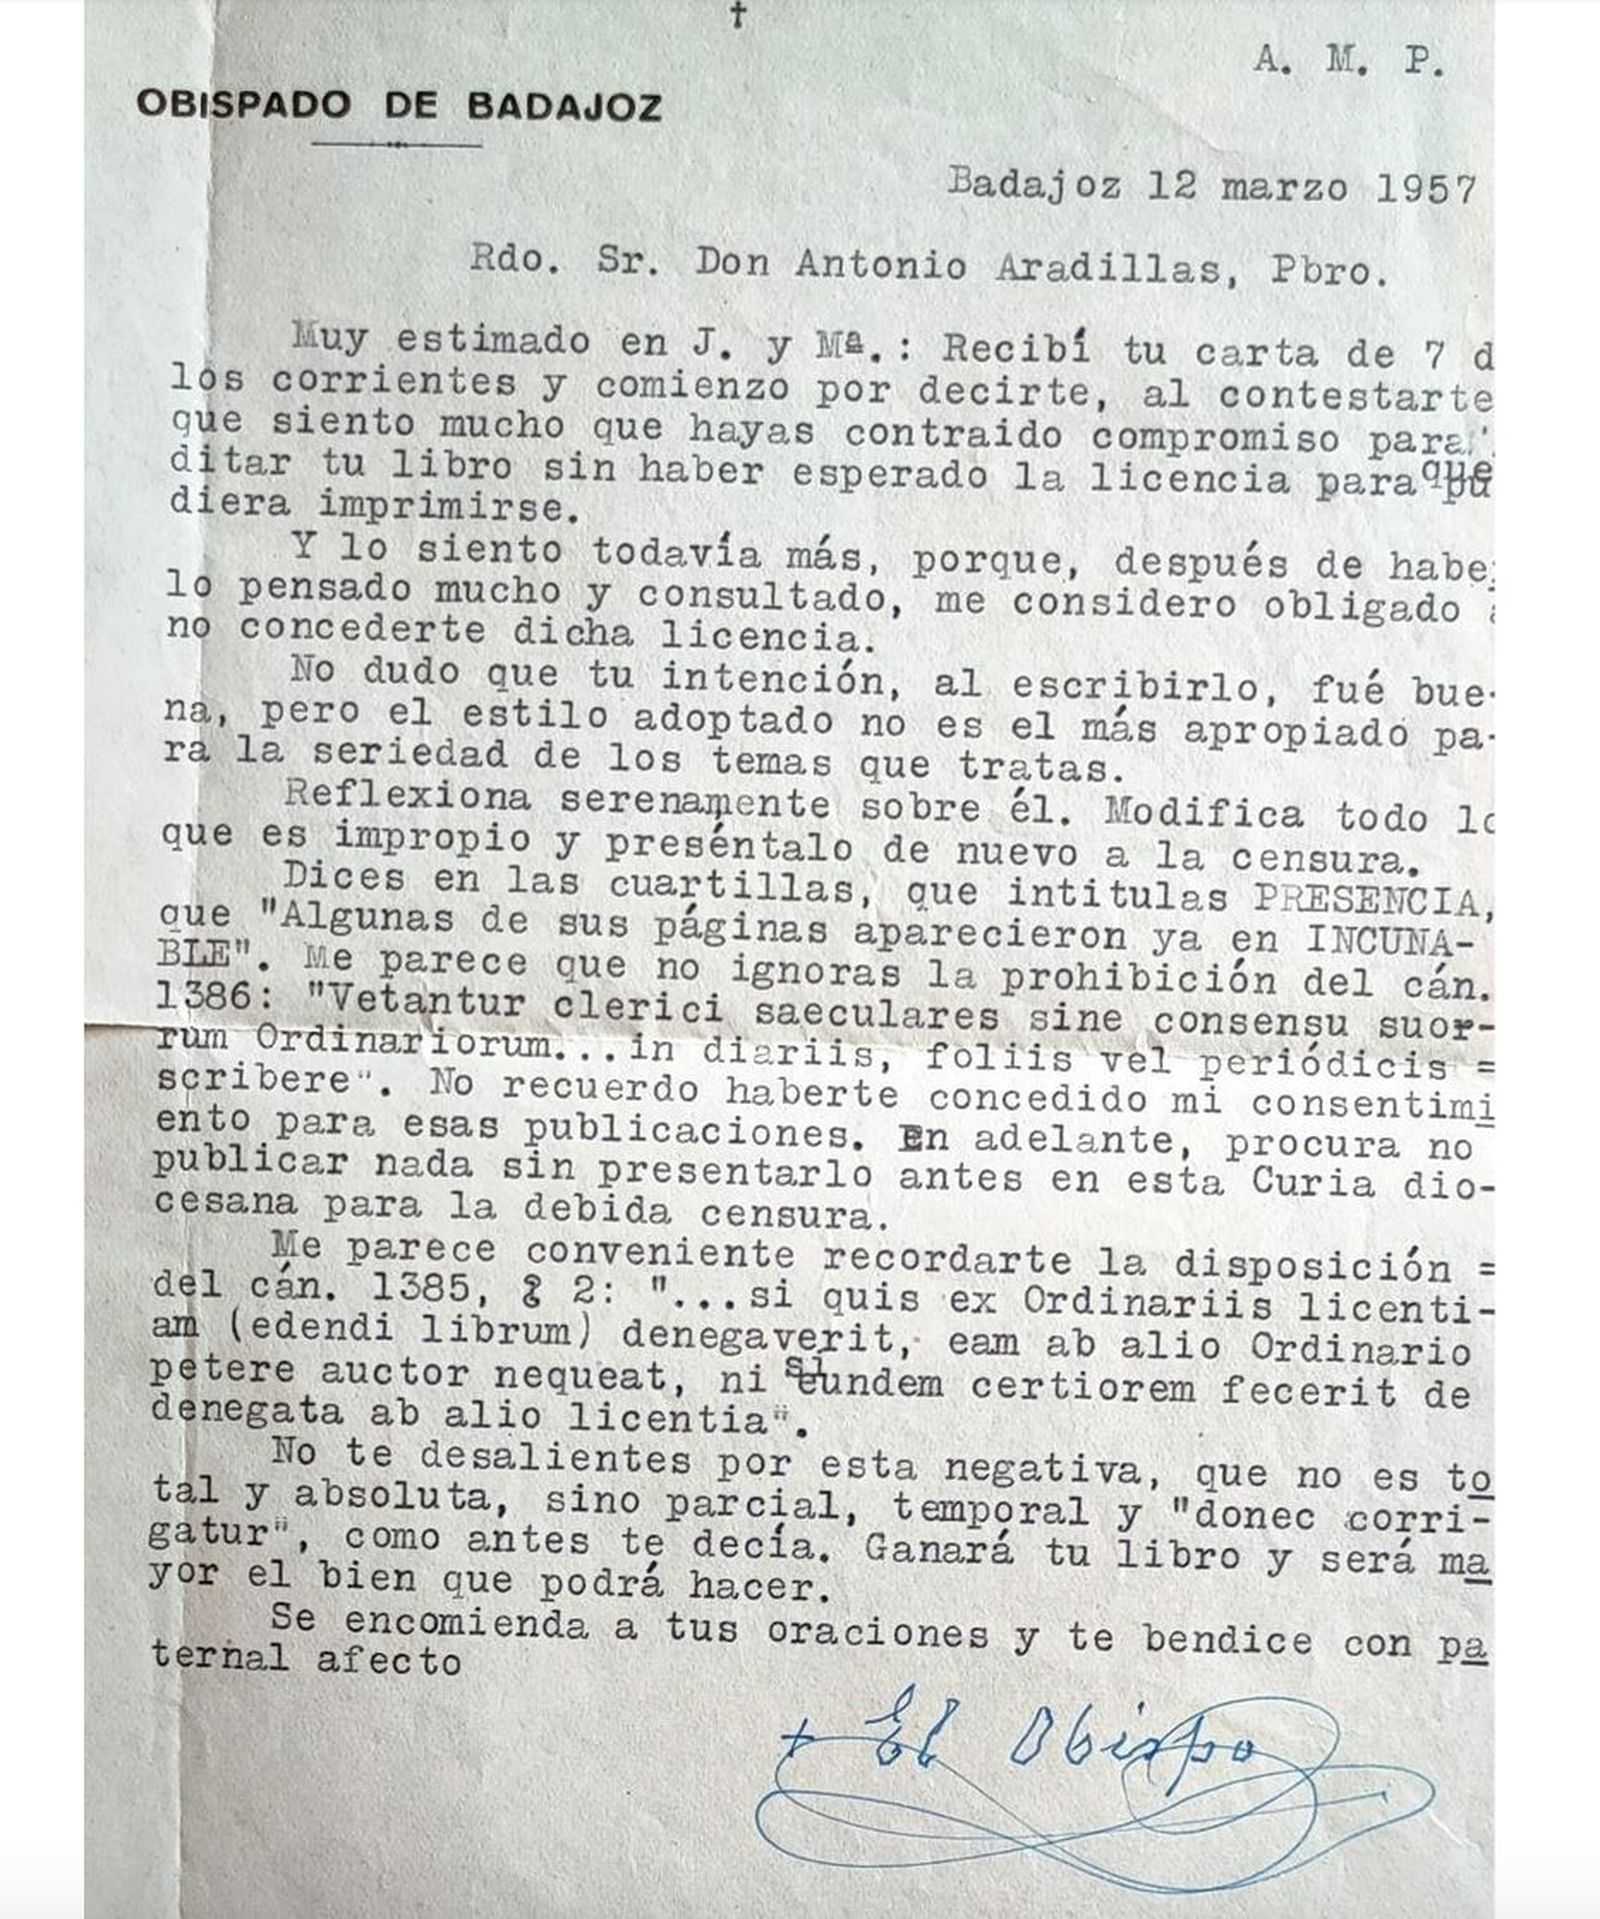 †
A. M. P.
OBISPADO DE BADAJOZ
Badajoz 12 marzo 1957
Rdo. Sr. Don Antonio Aradillas, Pbro.
Muy estimado en J. y Mª.: Recibí tu carta de 7 d
los corrientes y comienzo por decirte, al contestarte
que siento mucho que hayas contraido compromiso para
ditar tu libro sin haber esperado la licencia para que pu
diera imprimirse.
Y lo siento todavía más, porque, después de habe
lo pensado mucho y consultado, me considero obligado a
no concederte dicha licencia.
No dudo que tu intención, al escribirlo, fué bue-
na, pero el estilo adoptado no es el más apropiado pa-
ra la seriedad de los temas que tratas.
Reflexiona serenamente sobre él. Modifica todo lo
que es impropio y preséntalo de nuevo a la censura.
Dices en las cuartillas, que intitulas PRESENCIA,
que "Algunas de sus páginas aparecieron ya en INCUNA-
BLE". Me parece que no ignoras la prohibición del cán.
1386: "Vetantur clerici saeculares sine consensu suor-
rum Ordinariorum...in diariis, foliis vel periódicis =
scribere". No recuerdo haberte concedido mi consentimi
ento para esas publicaciones. En adelante, procura no
publicar nada sin presentarlo antes en esta Curia dio-
cesana para la debida censura.
Me parece conveniente recordarte la disposición =
del cán. 1385, § 2: "...si quis ex Ordinariis licenti-
am (edendi librum) denegaverit, eam ab alio Ordinario
petere auctor nequeat, ni si eundem certiorem fecerit de
denegata ab alio licentia".
No te desalientes por esta negativa, que no es to
tal y absoluta, sino parcial, temporal y "donec corri-
gatur", como antes te decía. Ganará tu libro y será ma
yor el bien que podrá hacer.
Se encomienda a tus oraciones y te bendice con pa
ternal afecto
+ El Obispo